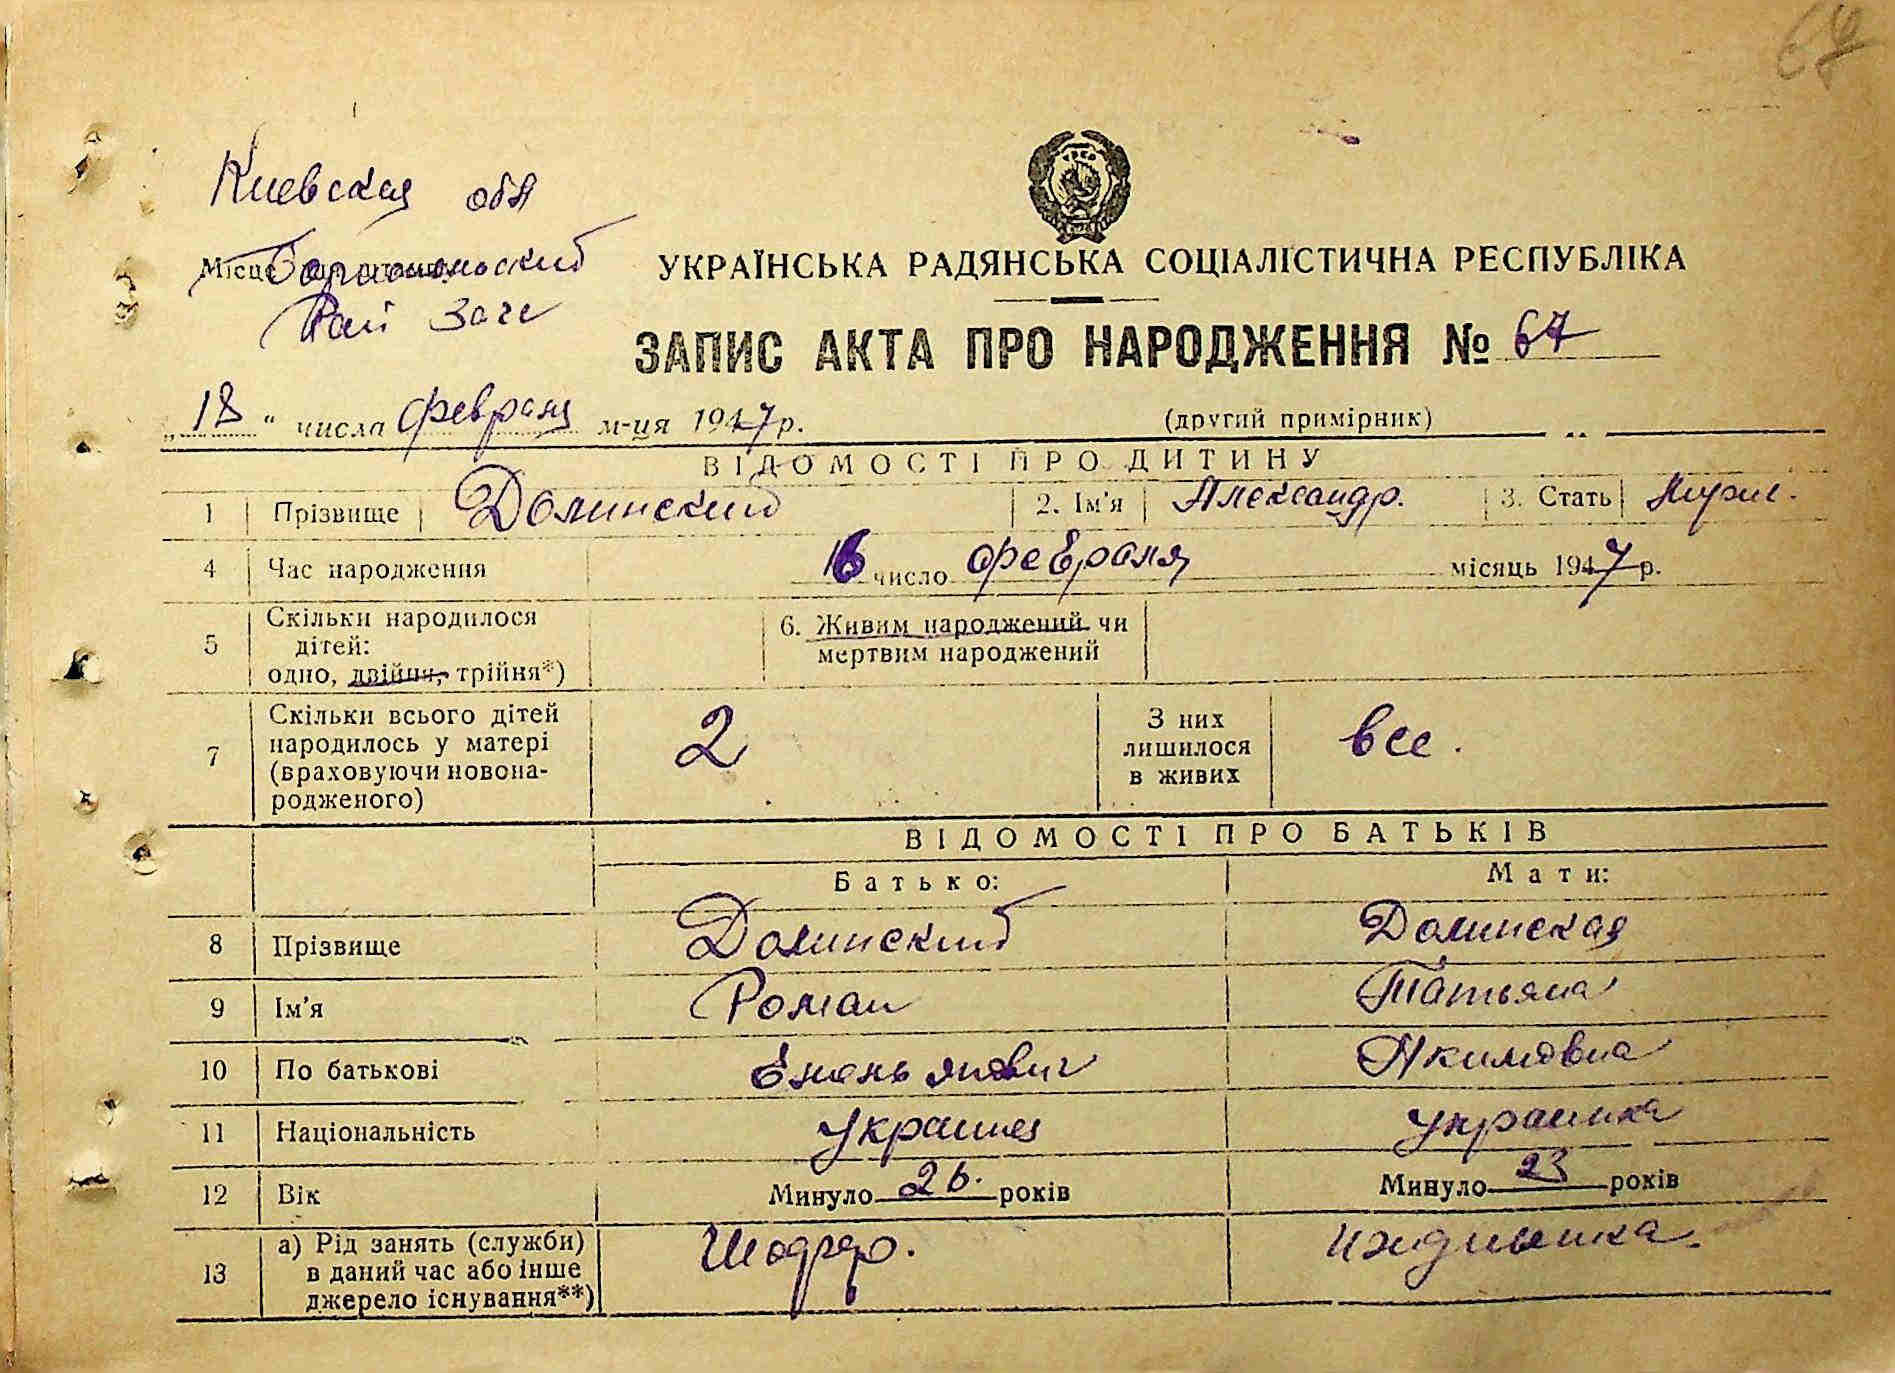 67
Киевская обл
Бориспольский
Рай Загс
УКРАЇНСЬКА РАДЯНСЬКА СОЦІАЛІСТИЧНА РЕСПУБЛІКА
ЗАПИС АКТА ПРО НАРОДЖЕННЯ № 67
„18“ числа февраля м-ця 1947 р. (другий примірник)
ВІДОМОСТІ ПРО ДИТИНУ
1 Прізвище Долинский 2. Ім'я Александр. 3. Стать
4 Час народження 16 число февраля місяць 1947 р.
5 Скільки народилося
дітей:
одно, двійня, трійня*)
6. Живим народжений чи
мертвим народжений
7 Скільки всього дітей
народилось у матері
(враховуючи новона-
родженого)
2
З них
лишилося
в живих
все.
ВІДОМОСТІ ПРО БАТЬКІВ
Батько: Мати:
8 Прізвище Долинский Долинская
9 Ім'я Роман Татьяна
10 По батькові Емельянович Якимовна
11 Національність украинец украинка
12 Вік Минуло 26. років Минуло 23 років
13 а) Рід занять (служби)
в даний час або інше
джерело існування**)
Шофер. иждивенка.